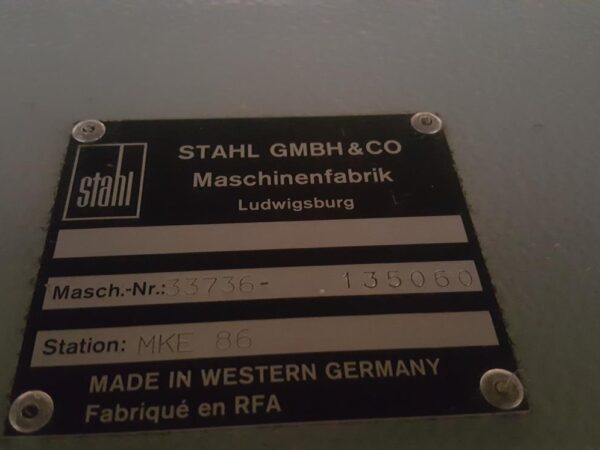 stahl
STAHL GMBH & CO
Maschinenfabrik
Ludwigsburg
Masch.-Nr.: 33736- 135060
Station: MKE 86
MADE IN WESTERN GERMANY
Fabriqué en RFA